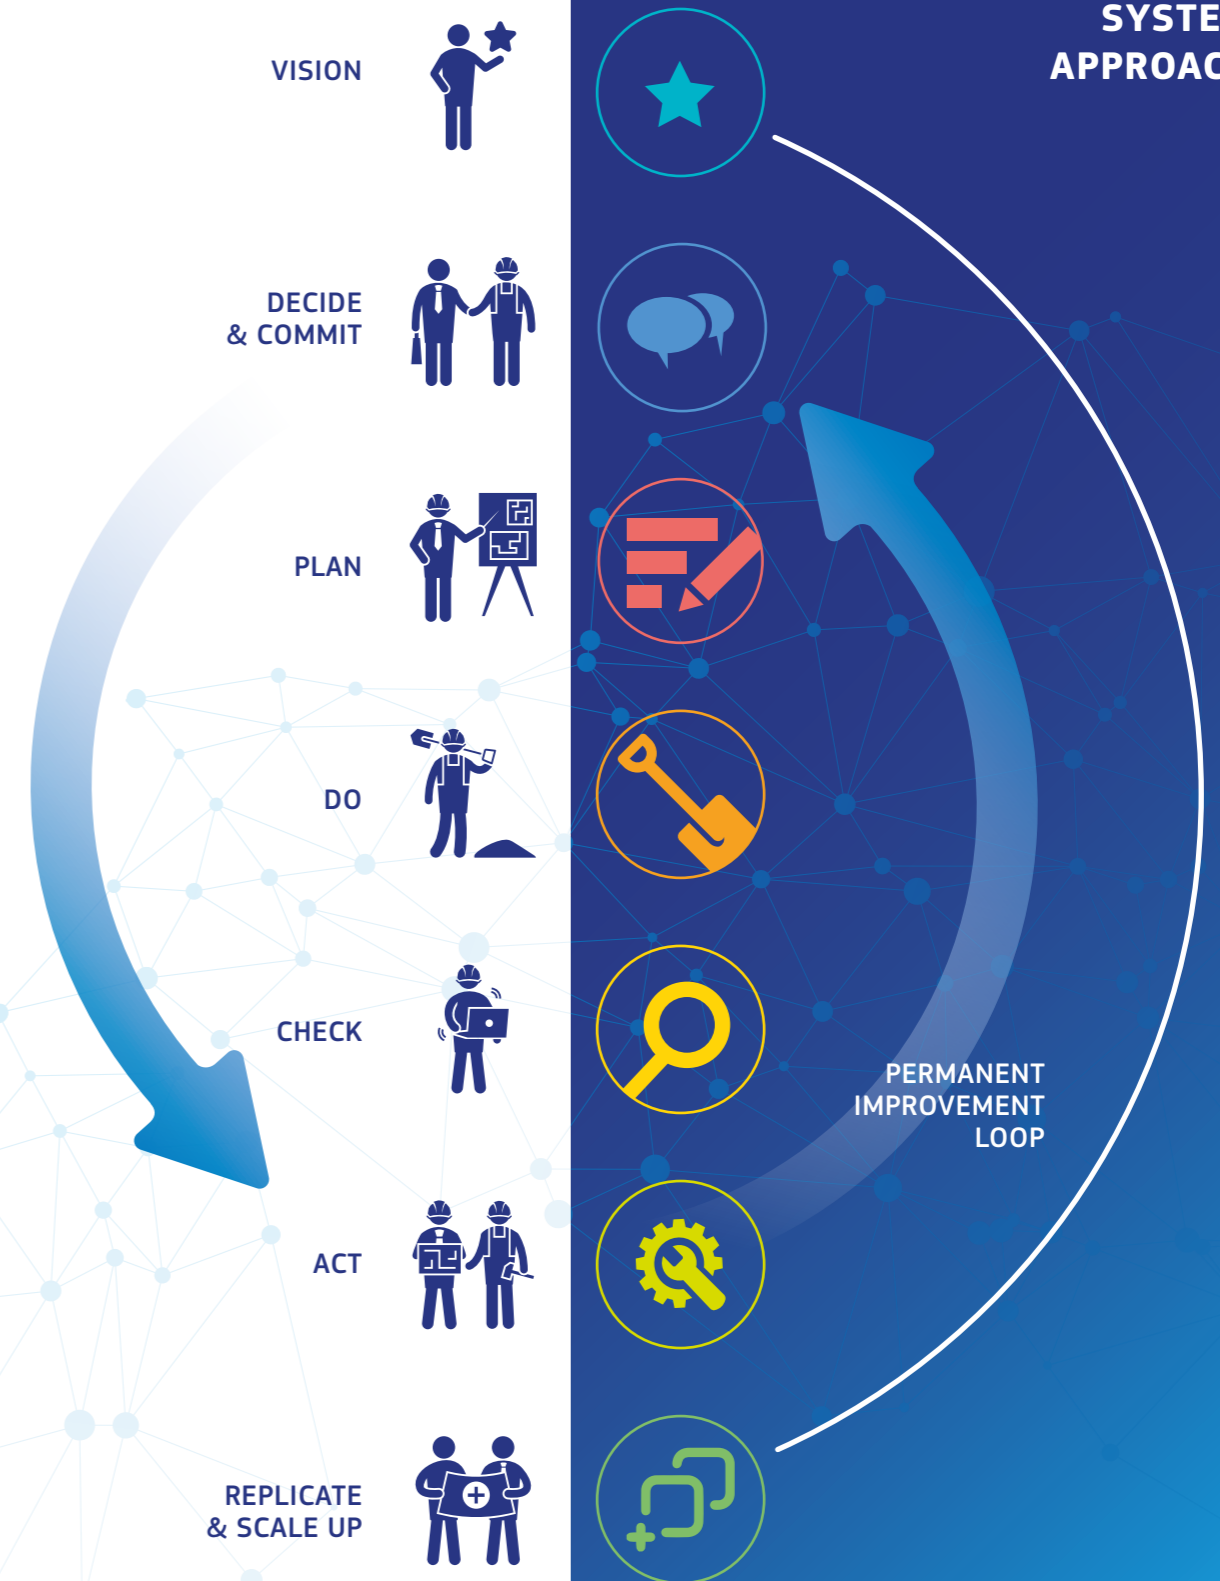 SYSTE
APPROAC
VISION
DECIDE
& COMMIT
PLAN
DO
CHECK
PERMANENT
IMPROVEMENT
LOOP
ACT
REPLICATE
& SCALE UP